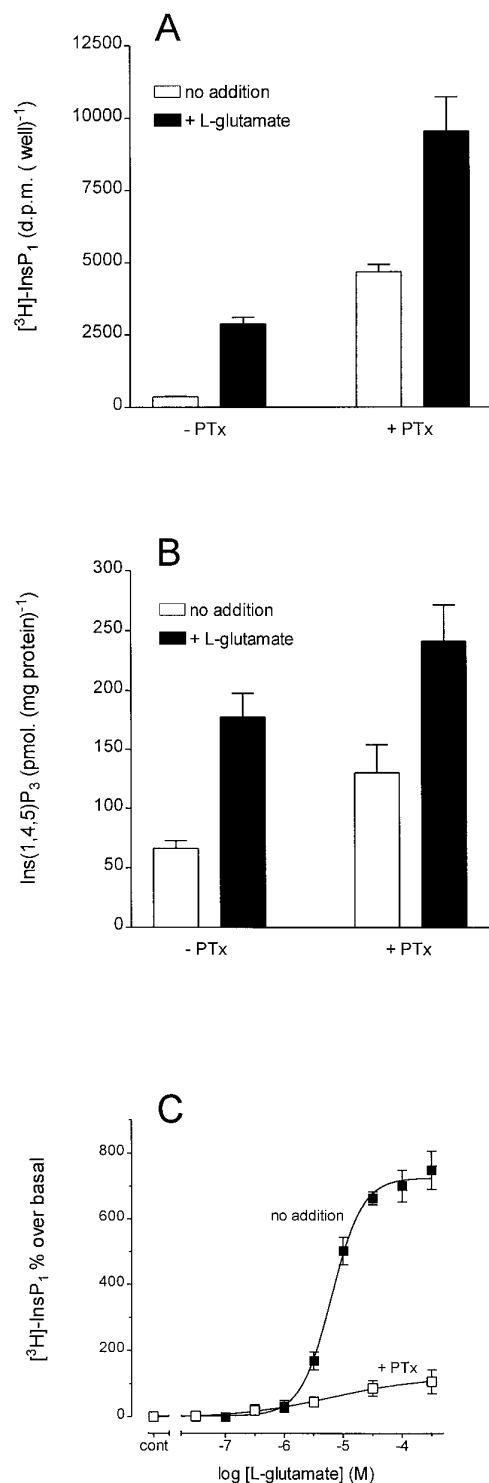 A
12500
10000
7500
5000
2500
0
[³H]-InsP₁ (d.p.m. ( well)⁻¹)
no addition
+ L-glutamate
- PTx
+ PTx
B
300
250
200
150
100
50
0
Ins(1,4,5)P₃ (pmol. (mg protein)⁻¹)
no addition
+ L-glutamate
- PTx
+ PTx
C
800
600
400
200
0
[³H]-InsP₁ % over basal
no addition
+ PTx
cont
-7
-6
-5
-4
log [L-glutamate] (M)